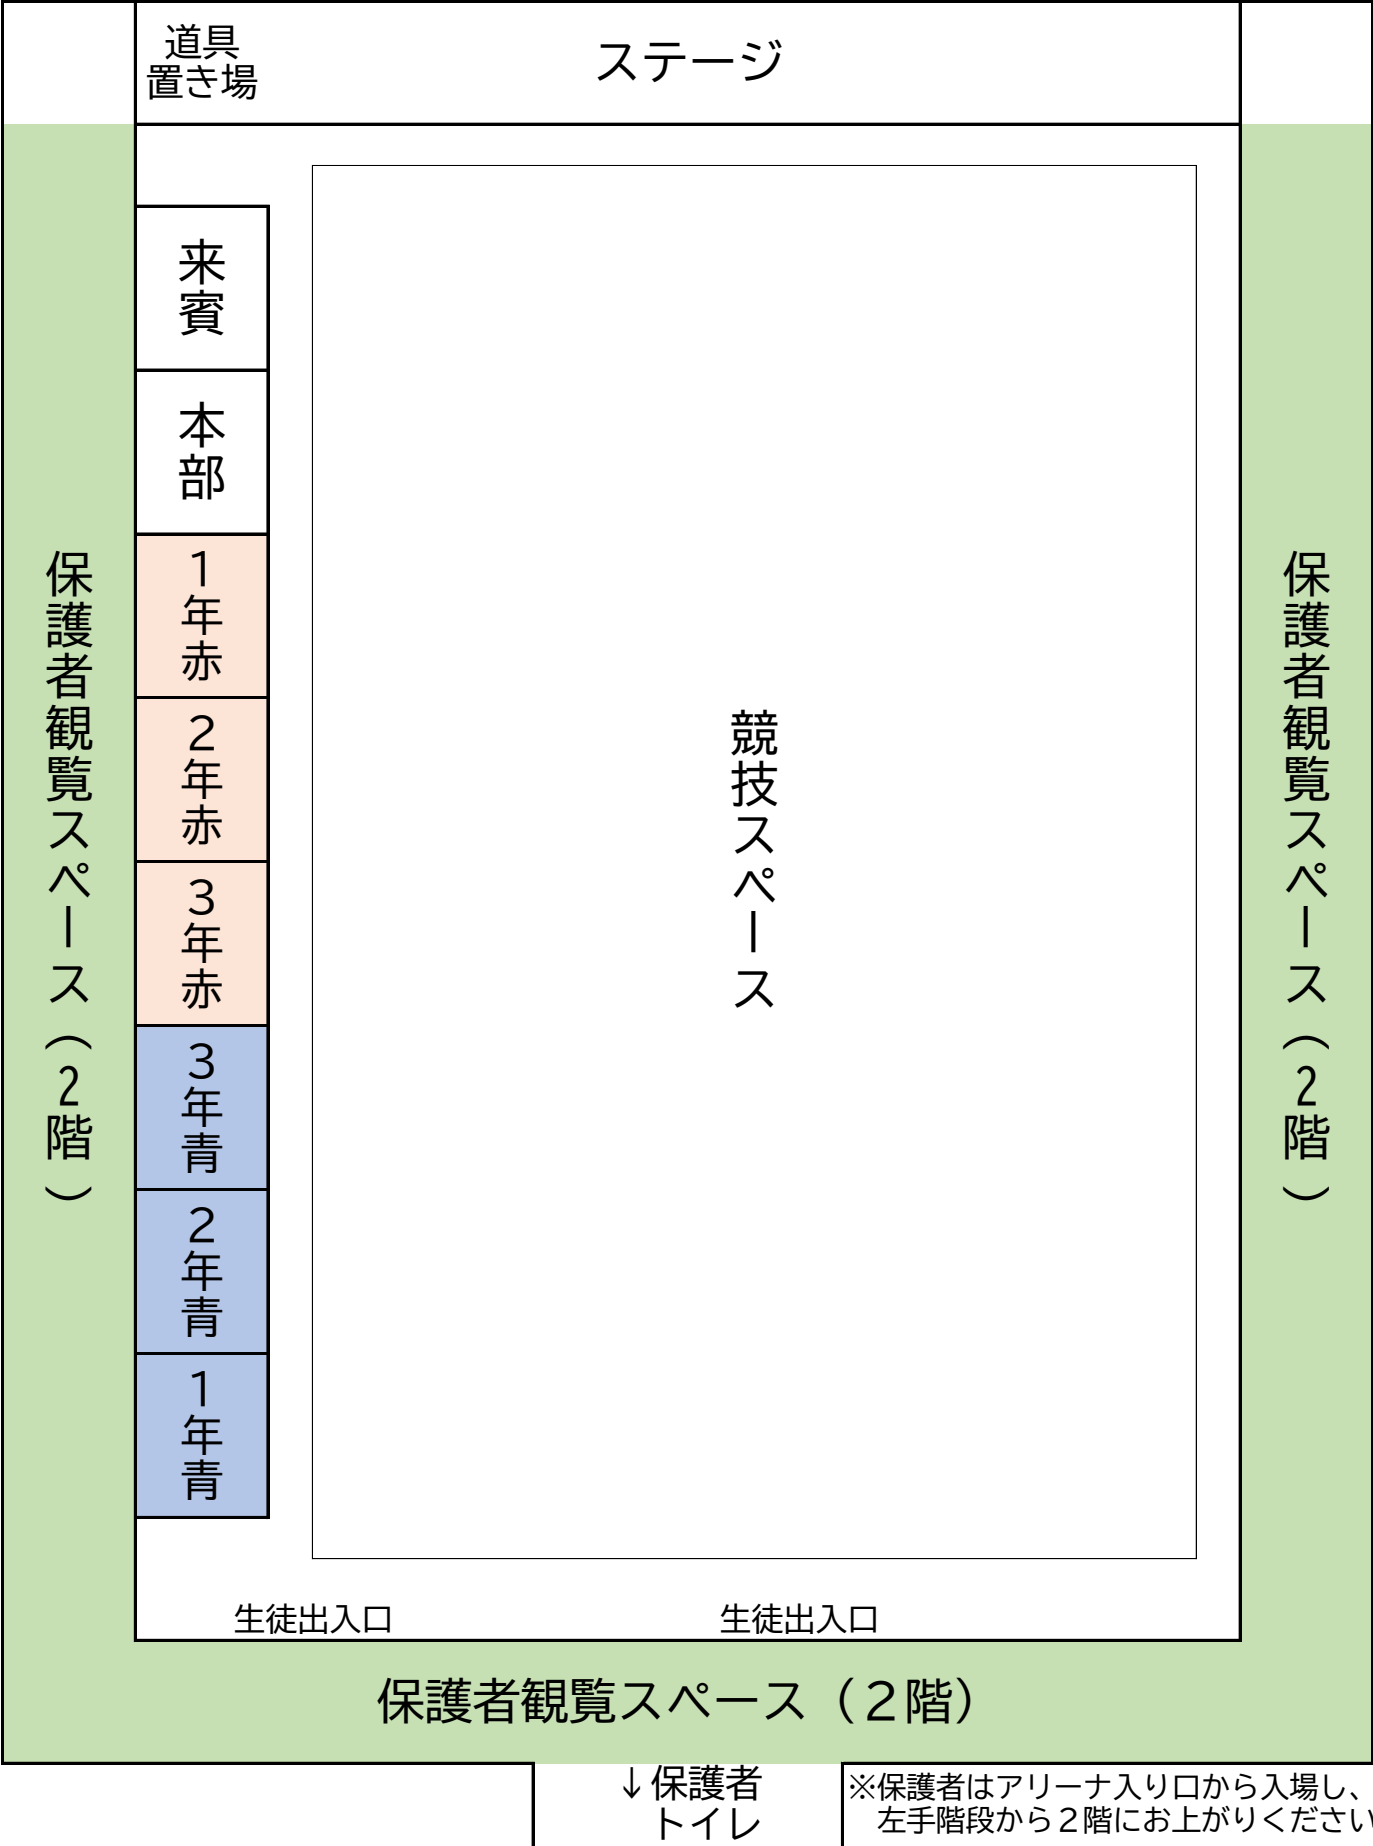 道具
置き場
ステージ
来賓
本部
1年赤
2年赤
3年赤
3年青
2年青
1年青
保護者観覧スペース（2階）
競技スペース
保護者観覧スペース（2階）
生徒出入口
生徒出入口
保護者観覧スペース（２階）
↓保護者
トイレ
※保護者はアリーナ入り口から入場し、
左手階段から２階にお上がりください